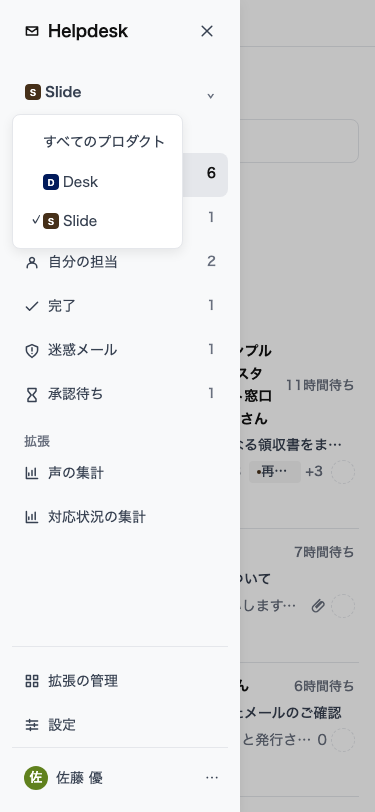 Helpdesk
S Slide
すべてのプロダクト
D Desk
✓ S Slide
6
1
自分の担当 2
完了 1
迷惑メール 1
承認待ち 1
拡張
声の集計
対応状況の集計
拡張の管理
設定
佐 佐藤 優 …
ンプル
スタ
窓口
さん
11時間待ち
なる領収書をま…
•再… +3
7時間待ち
ついて
します…
ん 6時間待ち
とメールのご確認
と発行さ… 0